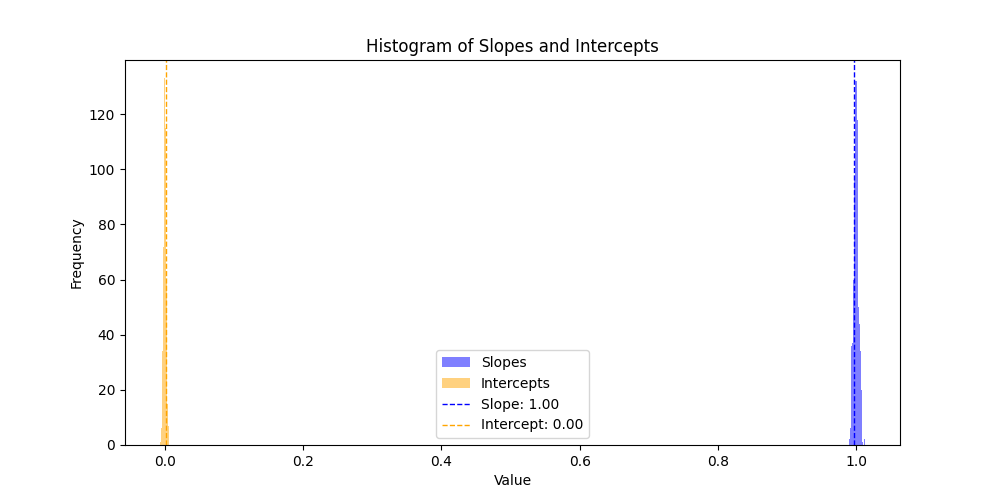 Histogram of Slopes and Intercepts
Frequency
120
100
80
60
40
20
0
Slopes
Intercepts
Slope: 1.00
Intercept: 0.00
0.0 0.2 0.4 0.6 0.8 1.0
Value